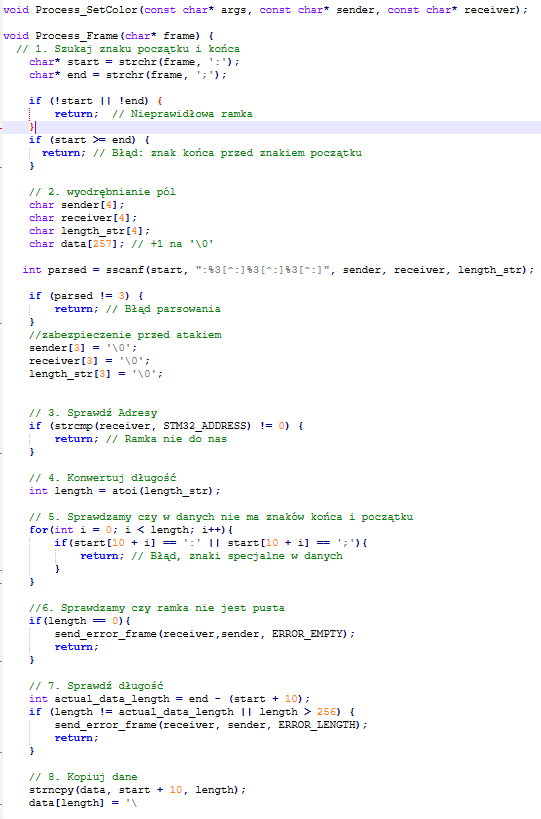 void Process_SetColor(const char* args, const char* sender, const char* receiver);
void Process_Frame(char* frame) {
// 1. Szukaj znaku początku i końca
char* start = strchr(frame, ':');
char* end = strchr(frame, ';');
if (!start || !end) {
return; // Nieprawidłowa ramka
}
if (start >= end) {
return; // Błąd: znak końca przed znakiem początku
}
// 2. wyodrębnianie pól
char sender[4];
char receiver[4];
char length_str[4];
char data[257]; // +1 na '\0'
int parsed = sscanf(start, ":%3[^:]%3[^:]%3[^:]", sender, receiver, length_str);
if (parsed != 3) {
return; // Błąd parsowania
}
//zabezpieczenie przed atakiem
sender[3] = '\0';
receiver[3] = '\0';
length_str[3] = '\0';
// 3. Sprawdź Adresy
if (strcmp(receiver, STM32_ADDRESS) != 0) {
return; // Ramka nie do nas
}
// 4. Konwertuj długość
int length = atoi(length_str);
// 5. Sprawdzamy czy w danych nie ma znaków końca i początku
for(int i = 0; i < length; i++){
if(start[10 + i] == ':' || start[10 + i] == ';'){
return; // Błąd, znaki specjalne w danych
}
}
//6. Sprawdzamy czy ramka nie jest pusta
if(length == 0){
send_error_frame(receiver,sender, ERROR_EMPTY);
return;
}
// 7. Sprawdź długość
int actual_data_length = end - (start + 10);
if (length != actual_data_length || length > 256) {
send_error_frame(receiver, sender, ERROR_LENGTH);
return;
}
// 8. Kopiuj dane
strncpy(data, start + 10, length);
data[length] = '\